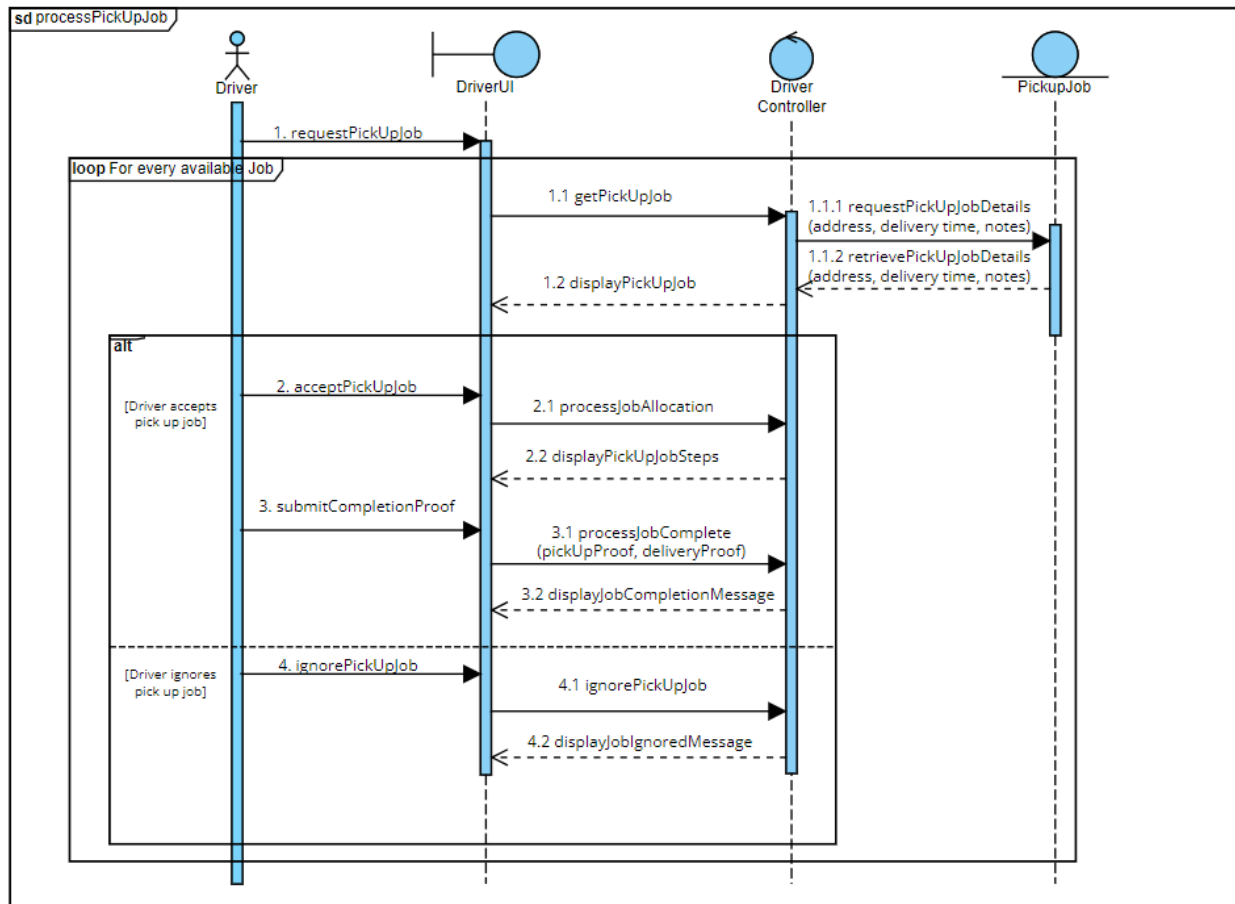 sd processPickUpJob
Driver
DriverUI
Driver
Controller
PickupJob
1. requestPickUpJob
loop For every available Job
1.1 getPickUpJob
1.1.1 requestPickUpJobDetails
(address, delivery time, notes)
1.1.2 retrievePickUpJobDetails
(address, delivery time, notes)
1.2 displayPickUpJob
alt
[Driver accepts
pick up job]
2. acceptPickUpJob
2.1 processJobAllocation
2.2 displayPickUpJobSteps
3. submitCompletionProof
3.1 processJobComplete
(pickUpProof, deliveryProof)
3.2 displayJobCompletionMessage
[Driver ignores
pick up job]
4. ignorePickUpJob
4.1 ignorePickUpJob
4.2 displayJobIgnoredMessage